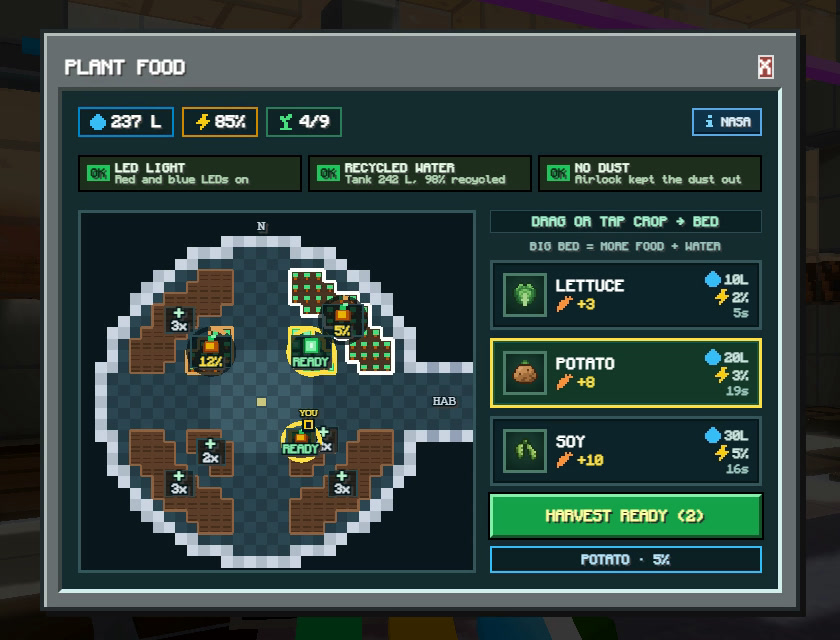 PLANT FOOD
X
237 L
85%
4/9
i NASA
OK LED LIGHT
Red and blue LEDs on
OK RECYCLED WATER
Tank 242 L, 98% recycled
OK NO DUST
Airlock kept the dust out
N
3x
12%
5%
READY
HAB
YOU
READY
2x
3x
3x
DRAG OR TAP CROP → BED
BIG BED = MORE FOOD + WATER
LETTUCE
+3
10L
2%
5s
POTATO
+8
20L
3%
19s
SOY
+10
30L
5%
16s
HARVEST READY (2)
POTATO · 5%